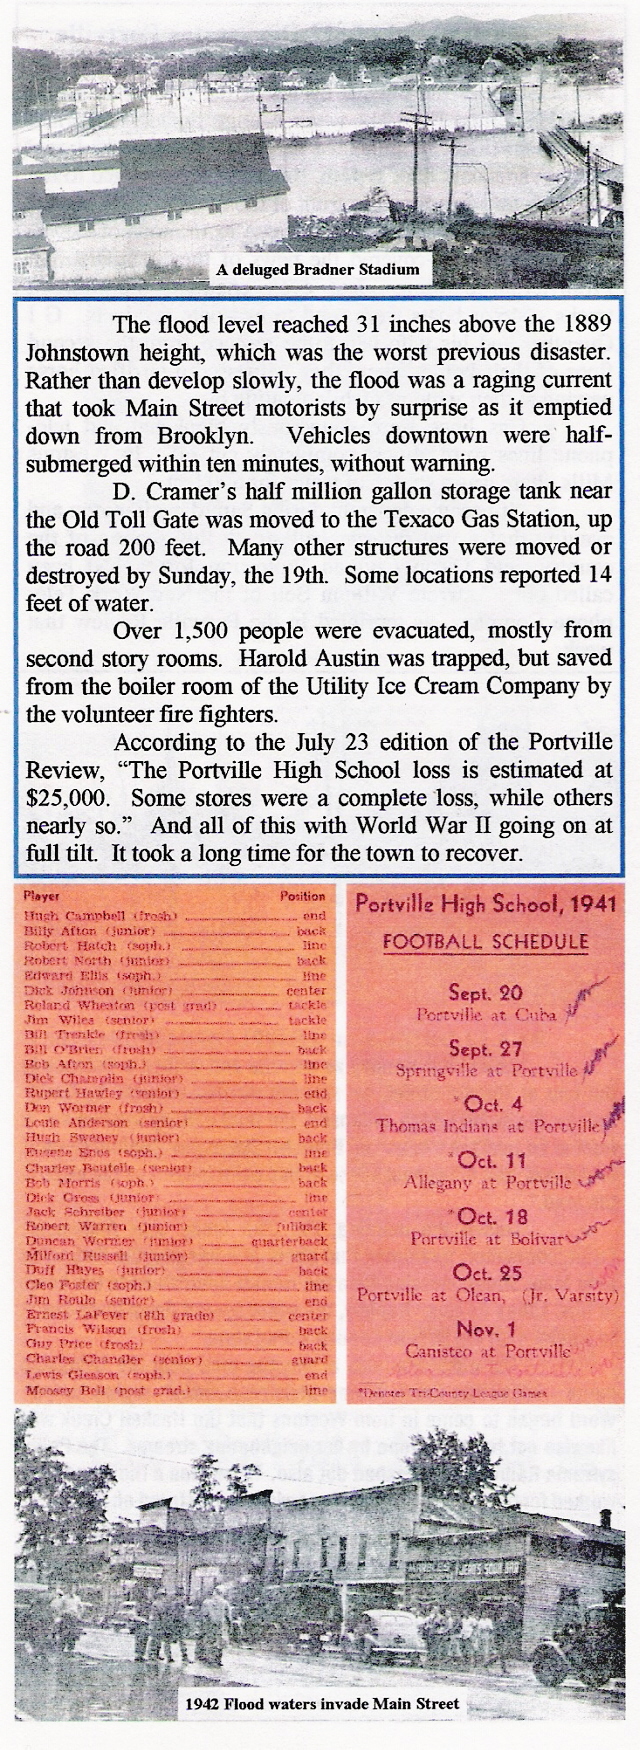 A deluged Bradner Stadium
The flood level reached 31 inches above the 1889
Johnstown height, which was the worst previous disaster.
Rather than develop slowly, the flood was a raging current
that took Main Street motorists by surprise as it emptied
down from Brooklyn. Vehicles downtown were half-
submerged within ten minutes, without warning.
D. Cramer's half million gallon storage tank near
the Old Toll Gate was moved to the Texaco Gas Station, up
the road 200 feet. Many other structures were moved or
destroyed by Sunday, the 19th. Some locations reported 14
feet of water.
Over 1,500 people were evacuated, mostly from
second story rooms. Harold Austin was trapped, but saved
from the boiler room of the Utility Ice Cream Company by
the volunteer fire fighters.
According to the July 23 edition of the Portville
Review, “The Portville High School loss is estimated at
$25,000. Some stores were a complete loss, while others
nearly so.” And all of this with World War II going on at
full tilt. It took a long time for the town to recover.
Player Position
Hugh Campbell (frosh) end
Billy Afton (junior) back
Robert Hatch (soph.) line
Robert North (junior) back
Edward Ellis (soph.) line
Dick Johnson (junior) center
Roland Wheaton (post grad) tackle
Jim Wiles (senior) tackle
Bill Trenkle (frosh) line
Bill O'Brien (frosh) back
Bob Afton (soph.) line
Dick Champlin (junior) line
Rupert Hawley (senior) end
Don Wormer (frosh) back
Louie Anderson (senior) end
Hugh Swaney (junior) back
Eugene Enos (soph.) line
Charley Boutelle (senior) back
Bob Morris (soph.) back
Dick Gross (junior) line
Jack Schreiber (junior) center
Robert Warren (junior) fullback
Duncan Wormer (junior) quarterback
Milford Russell (junior) guard
Duff Hayes (junior) back
Cleo Foster (soph.) line
Jim Roulo (senior) end
Ernest LaFever (8th grade) center
Francis Wilson (frosh) back
Guy Price (frosh) back
Charles Chandler (senior) guard
Lewis Gleason (soph.) end
Moosey Bell (post grad.) line
Portville High School, 1941
FOOTBALL SCHEDULE
Sept. 20
Portville at Cuba won
Sept. 27
Springville at Portville won
*Oct. 4
Thomas Indians at Portville won
*Oct. 11
Allegany at Portville won
*Oct. 18
Portville at Bolivar won
Oct. 25
Portville at Olean, (Jr. Varsity)
Nov. 1
Canisteo at Portville
*Denotes Tri-County League Games
1942 Flood waters invade Main Street